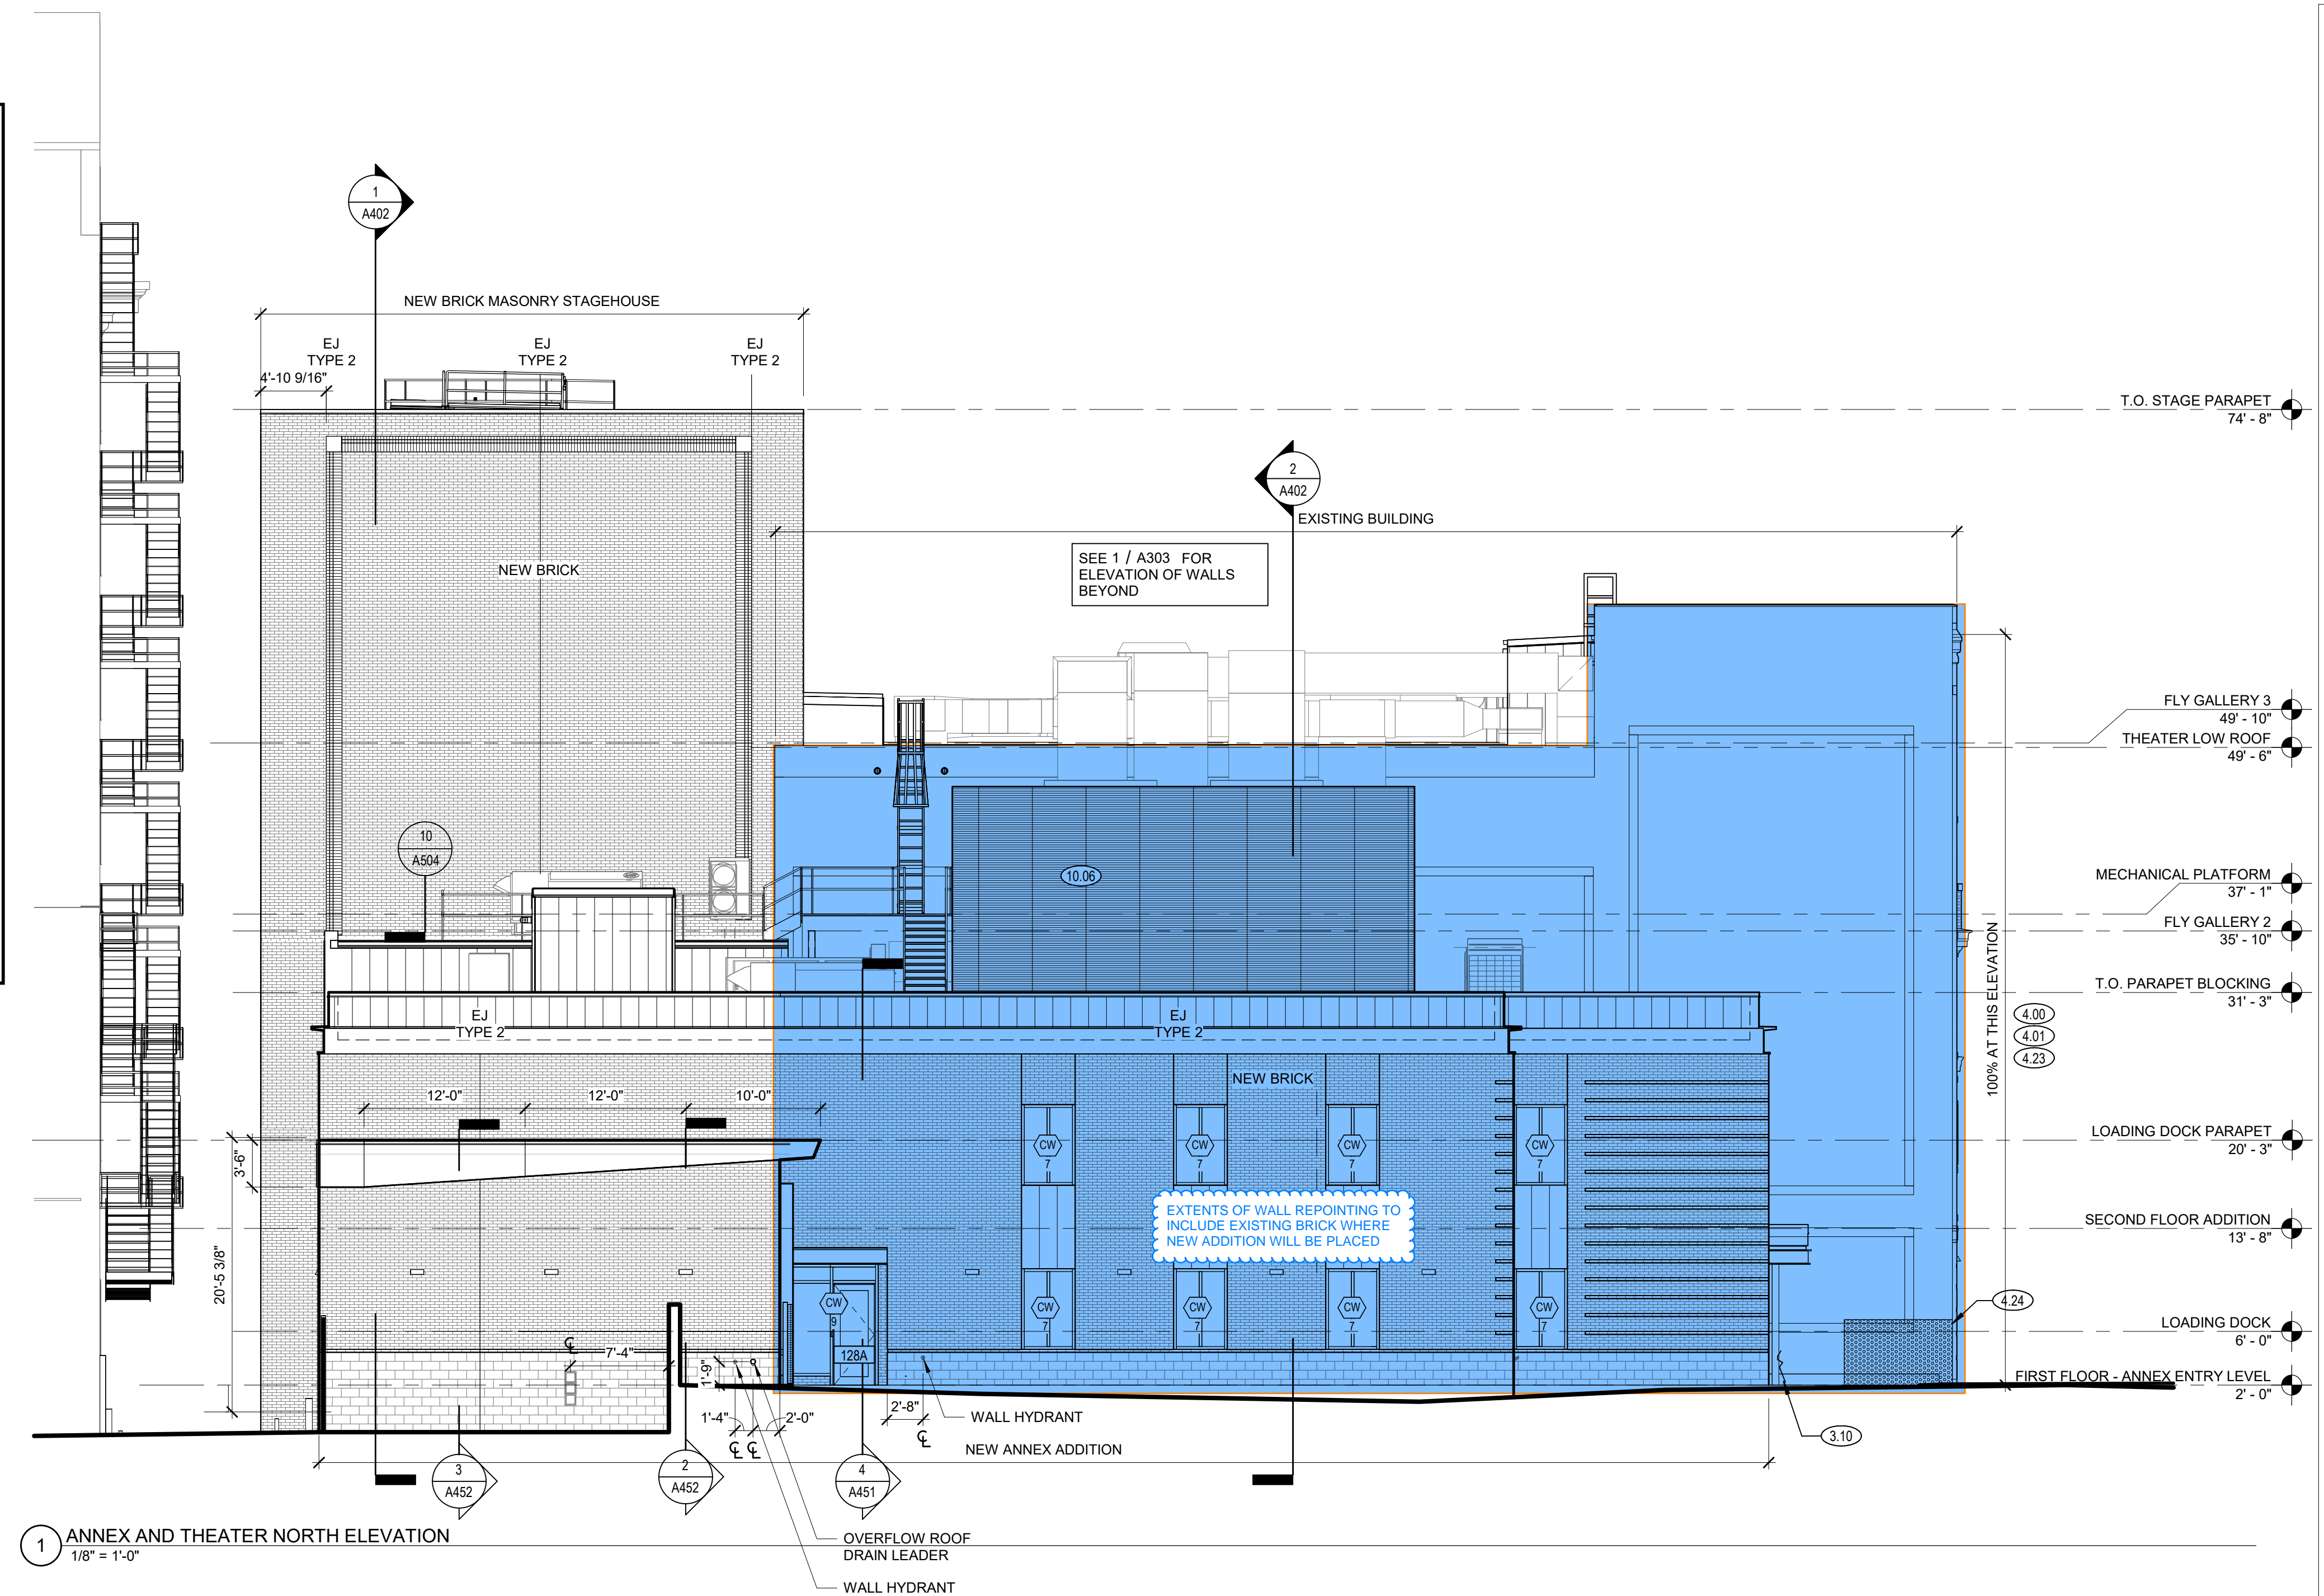 1
A402
NEW BRICK MASONRY STAGEHOUSE
EJ
TYPE 2
EJ
TYPE 2
EJ
TYPE 2
4'-10 9/16"
T.O. STAGE PARAPET
74' - 8"
2
A402
EXISTING BUILDING
SEE 1 / A303 FOR
ELEVATION OF WALLS
BEYOND
NEW BRICK
FLY GALLERY 3
49' - 10"
THEATER LOW ROOF
49' - 6"
10
A504
10.06
MECHANICAL PLATFORM
37' - 1"
FLY GALLERY 2
35' - 10"
T.O. PARAPET BLOCKING
31' - 3"
100% AT THIS ELEVATION
4.00
4.01
4.23
EJ
TYPE 2
EJ
TYPE 2
NEW BRICK
12'-0"
12'-0"
10'-0"
CW
7
CW
7
CW
7
CW
7
LOADING DOCK PARAPET
20' - 3"
3'-6"
20'-5 3/8"
EXTENTS OF WALL REPOINTING TO
INCLUDE EXISTING BRICK WHERE
NEW ADDITION WILL BE PLACED
SECOND FLOOR ADDITION
13' - 8"
CW
9
CW
7
CW
7
CW
7
CW
7
4.24
LOADING DOCK
6' - 0"
128A
7'-4"
1'-9"
FIRST FLOOR - ANNEX ENTRY LEVEL
2' - 0"
1'-4"
2'-0"
2'-8"
WALL HYDRANT
3.10
NEW ANNEX ADDITION
3
A452
2
A452
4
A451
1
ANNEX AND THEATER NORTH ELEVATION
1/8" = 1'-0"
OVERFLOW ROOF
DRAIN LEADER
WALL HYDRANT